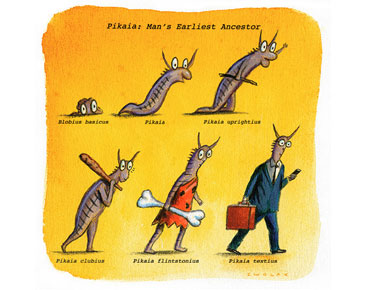 Pikaia: Man's Earliest Ancestor
Blobius basicus
Pikaia
Pikaia uprightius
Pikaia clubius
Pikaia flintstonius
Pikaia textius